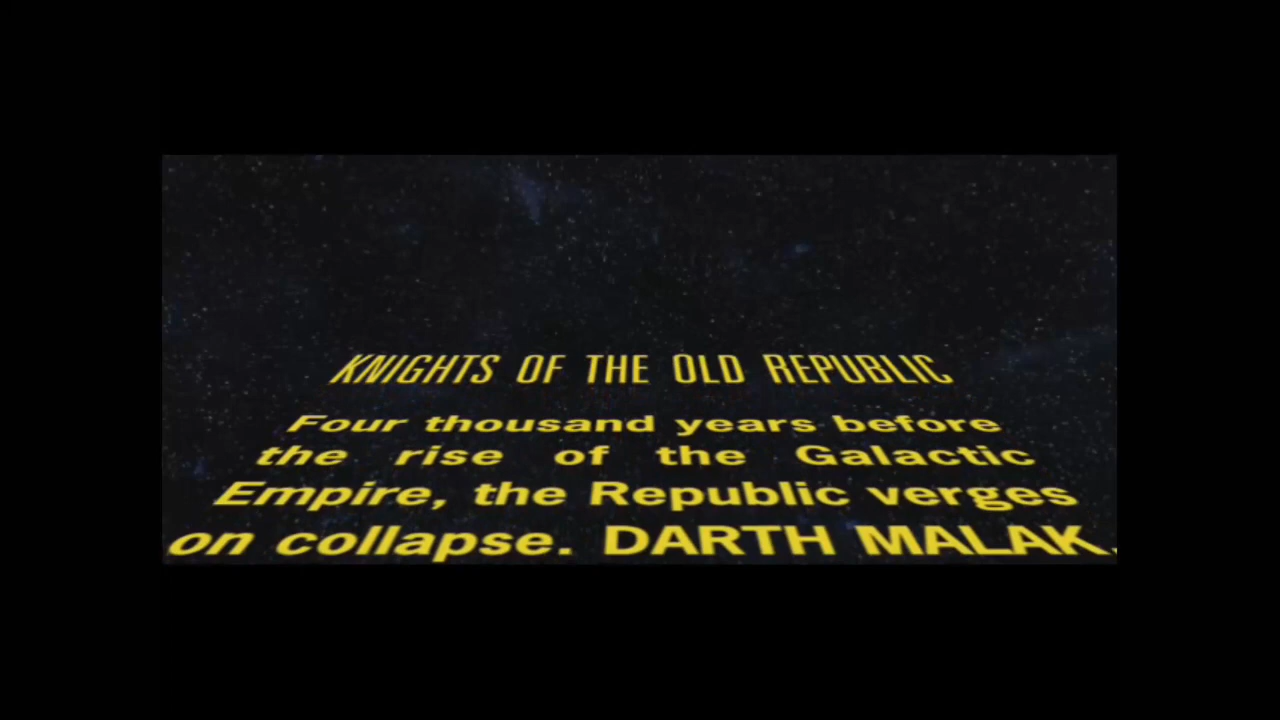 KNIGHTS OF THE OLD REPUBLIC
Four thousand years before
the rise of the Galactic
Empire, the Republic verges
on collapse. DARTH MALAK,